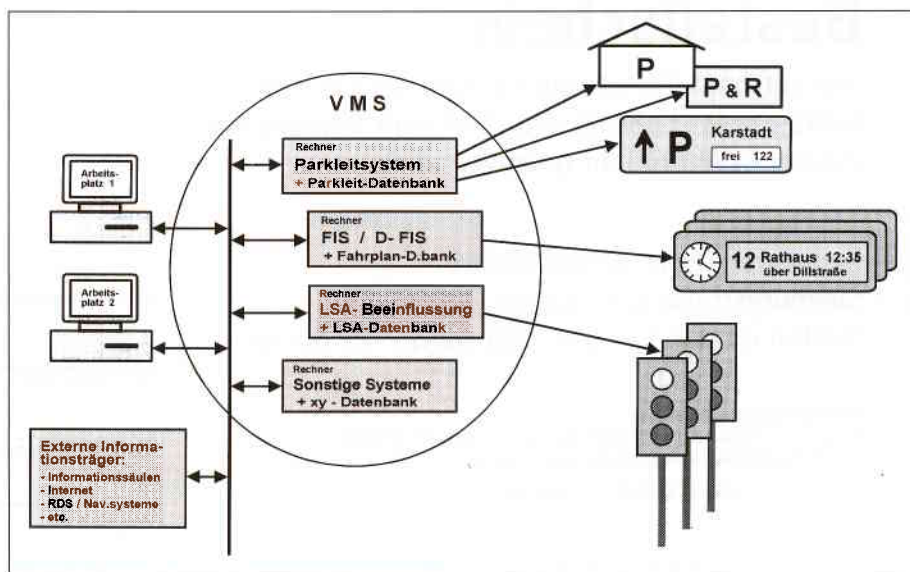 VMS
P
P & R
P
Karstadt
frei 122
Rechner
Parkleitsystem
+ Parkleit-Datenbank
Arbeits-
platz 1
Rechner
FIS / D- FIS
+ Fahrplan-D.bank
12 Rathaus 12:35
über Dillstraße
Arbeits-
platz 2
Rechner
LSA- Beeinflussung
+ LSA-Datenbank
Rechner
Sonstige Systeme
+ xy - Datenbank
Externe Informa-
tionsträger:
- Informationssäulen
- Internet
- RDS / Nav.systeme
- etc.